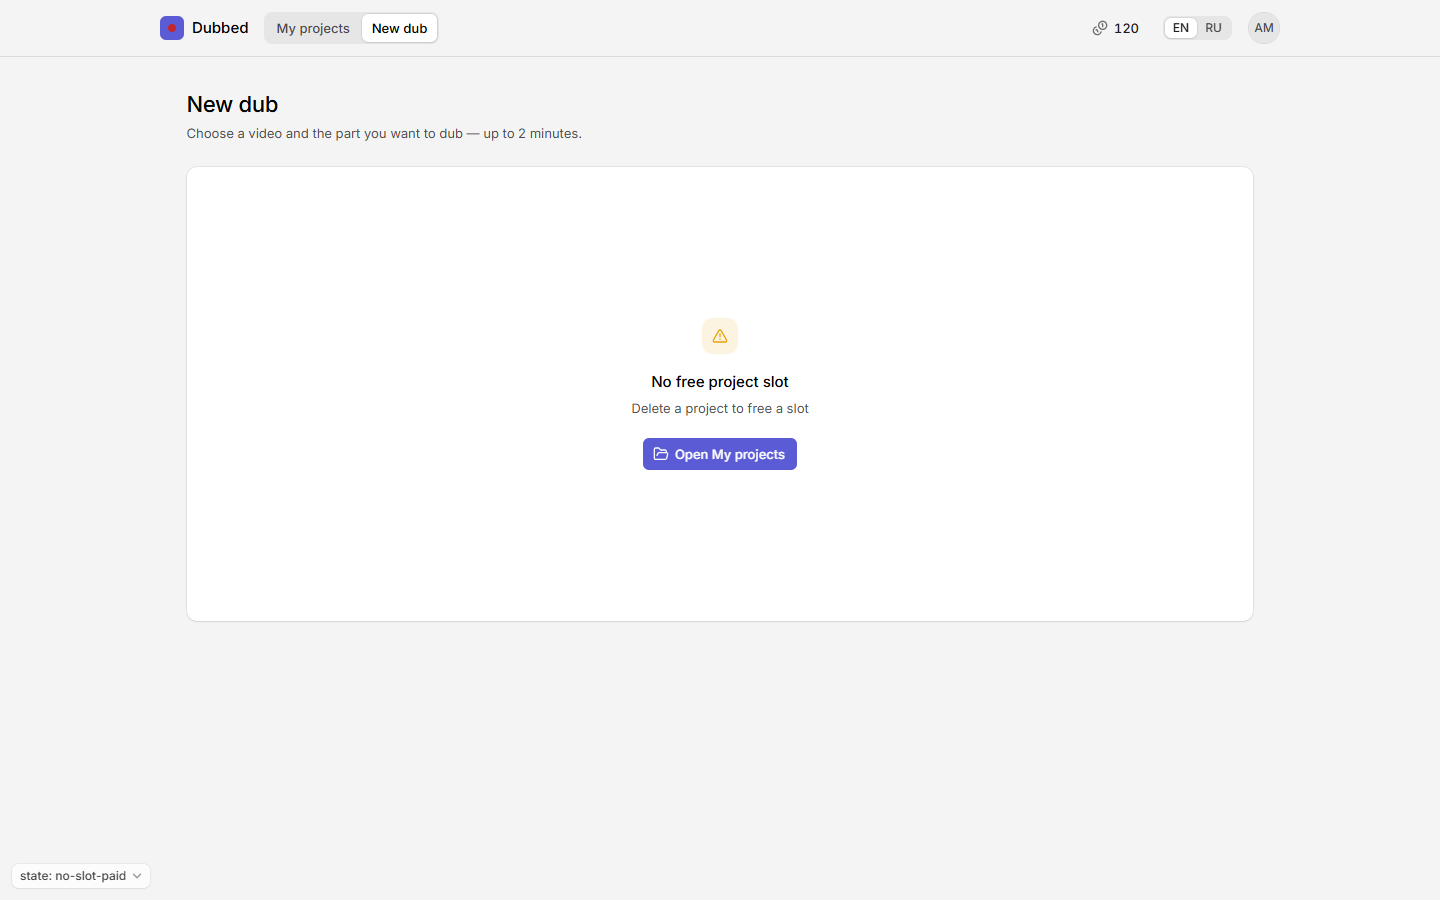 Dubbed
My projects
New dub
120
EN
RU
AM
New dub
Choose a video and the part you want to dub — up to 2 minutes.
No free project slot
Delete a project to free a slot
Open My projects
state: no-slot-paid